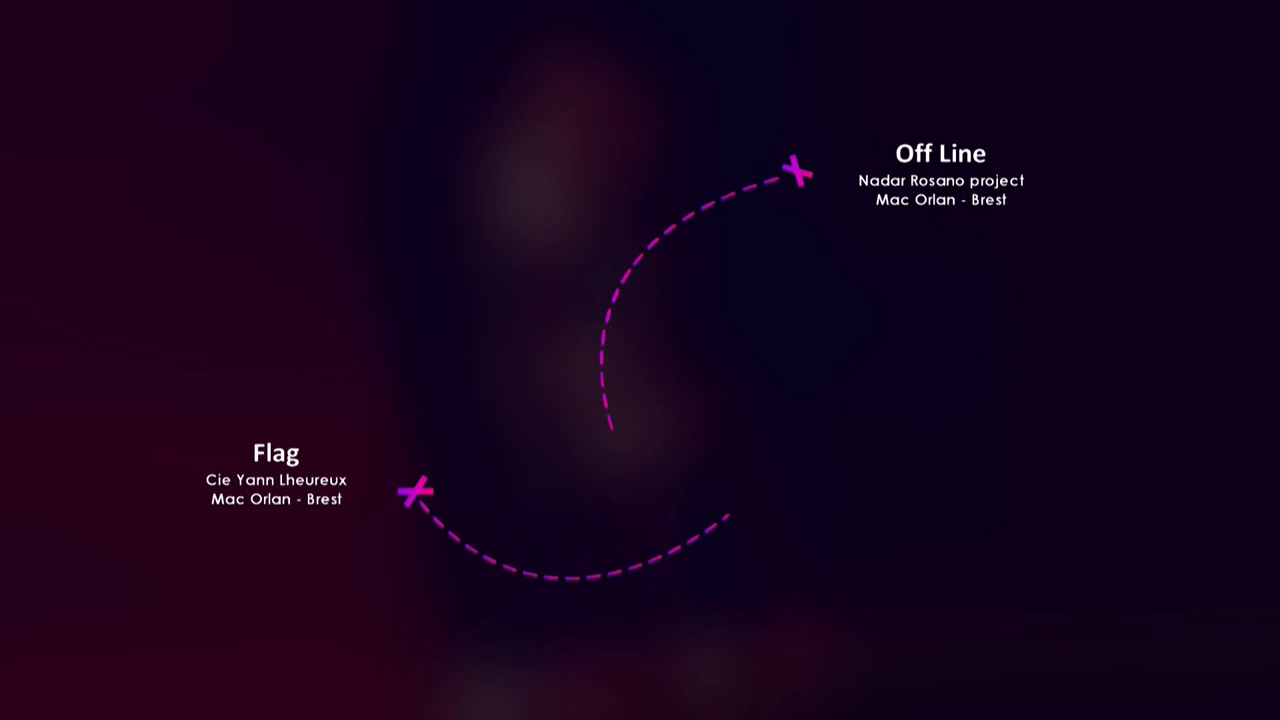 Off Line
Nadar Rosano project
Mac Orlan - Brest
Flag
Cie Yann Lheureux
Mac Orlan - Brest